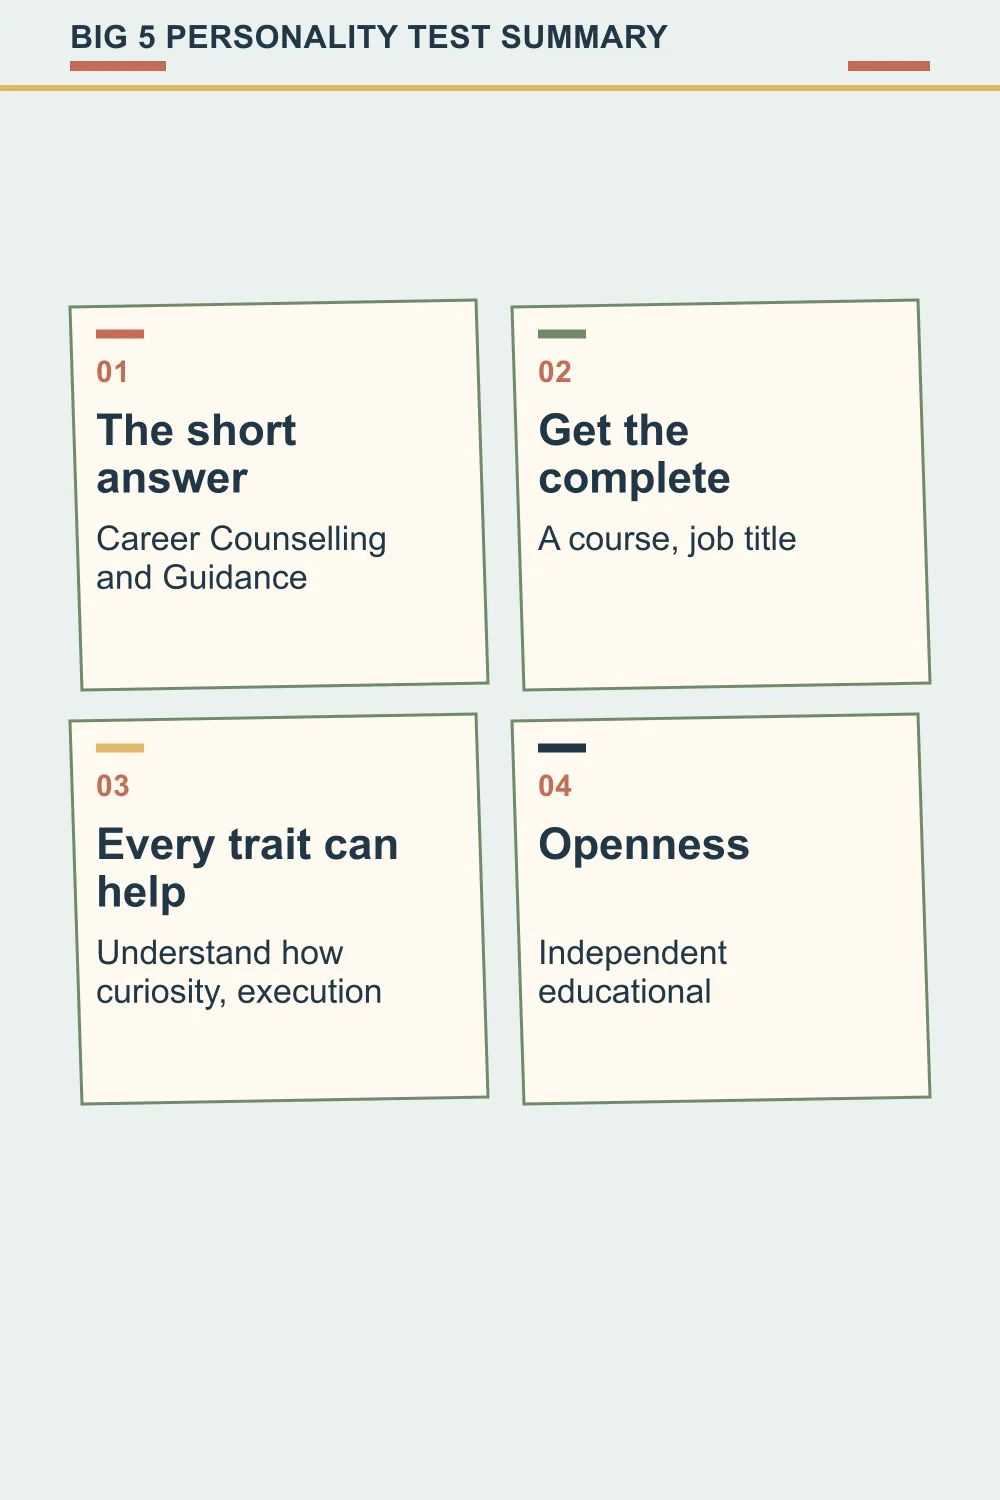 BIG 5 PERSONALITY TEST SUMMARY
01
The short
answer
Career Counselling
and Guidance
02
Get the
complete
A course, job title
03
Every trait can
help
Understand how
curiosity, execution
04
Openness
Independent
educational